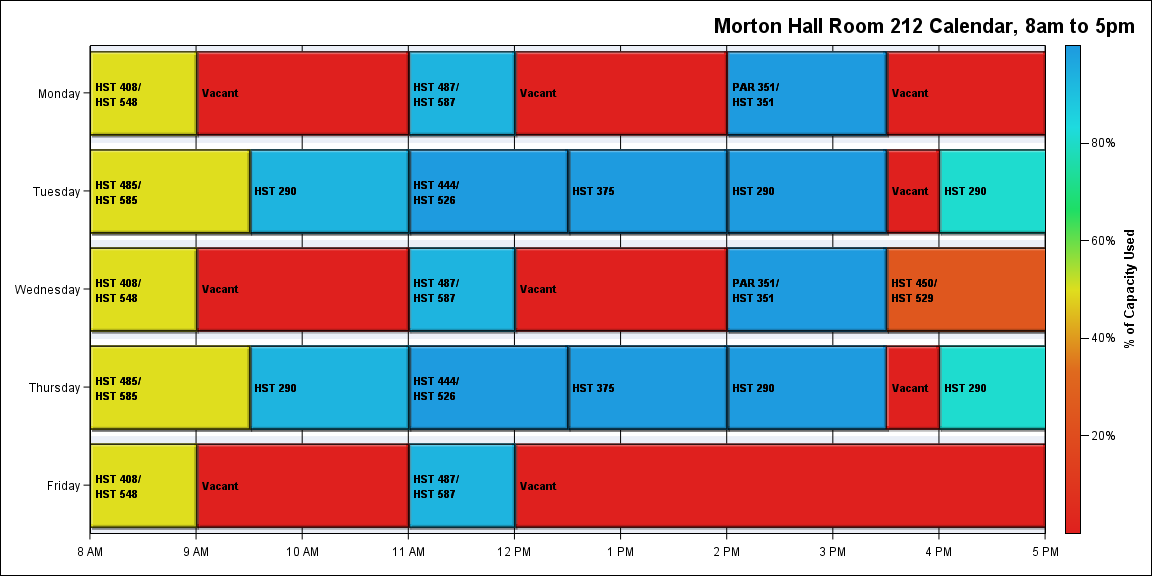 Morton Hall Room 212 Calendar, 8am to 5pm
Monday
HST 408/
HST 548
Vacant
HST 487/
HST 587
Vacant
PAR 351/
HST 351
Vacant
Tuesday
HST 485/
HST 585
HST 290
HST 444/
HST 526
HST 375
HST 290
Vacant
HST 290
Wednesday
HST 408/
HST 548
Vacant
HST 487/
HST 587
Vacant
PAR 351/
HST 351
HST 450/
HST 529
Thursday
HST 485/
HST 585
HST 290
HST 444/
HST 526
HST 375
HST 290
Vacant
HST 290
Friday
HST 408/
HST 548
Vacant
HST 487/
HST 587
Vacant
8 AM
9 AM
10 AM
11 AM
12 PM
1 PM
2 PM
3 PM
4 PM
5 PM
80%
60%
40%
20%
% of Capacity Used